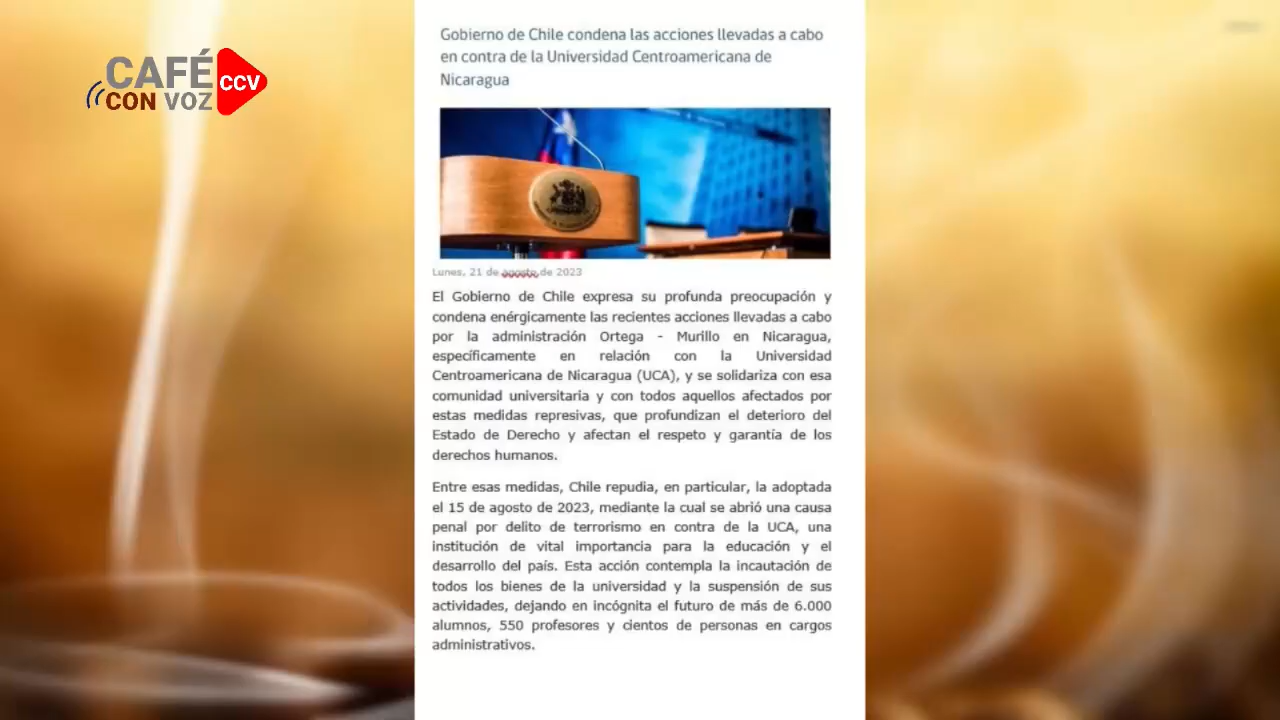 CAFÉ
CON VOZ
CCV
Gobierno de Chile condena las acciones llevadas a cabo
en contra de la Universidad Centroamericana de
Nicaragua
Lunes, 21 de agosto de 2023
El Gobierno de Chile expresa su profunda preocupación y
condena enérgicamente las recientes acciones llevadas a cabo
por la administración Ortega - Murillo en Nicaragua,
específicamente en relación con la Universidad
Centroamericana de Nicaragua (UCA), y se solidariza con esa
comunidad universitaria y con todos aquellos afectados por
estas medidas represivas, que profundizan el deterioro del
Estado de Derecho y afectan el respeto y garantía de los
derechos humanos.
Entre esas medidas, Chile repudia, en particular, la adoptada
el 15 de agosto de 2023, mediante la cual se abrió una causa
penal por delito de terrorismo en contra de la UCA, una
institución de vital importancia para la educación y el
desarrollo del país. Esta acción contempla la incautación de
todos los bienes de la universidad y la suspensión de sus
actividades, dejando en incógnita el futuro de más de 6.000
alumnos, 550 profesores y cientos de personas en cargos
administrativos.